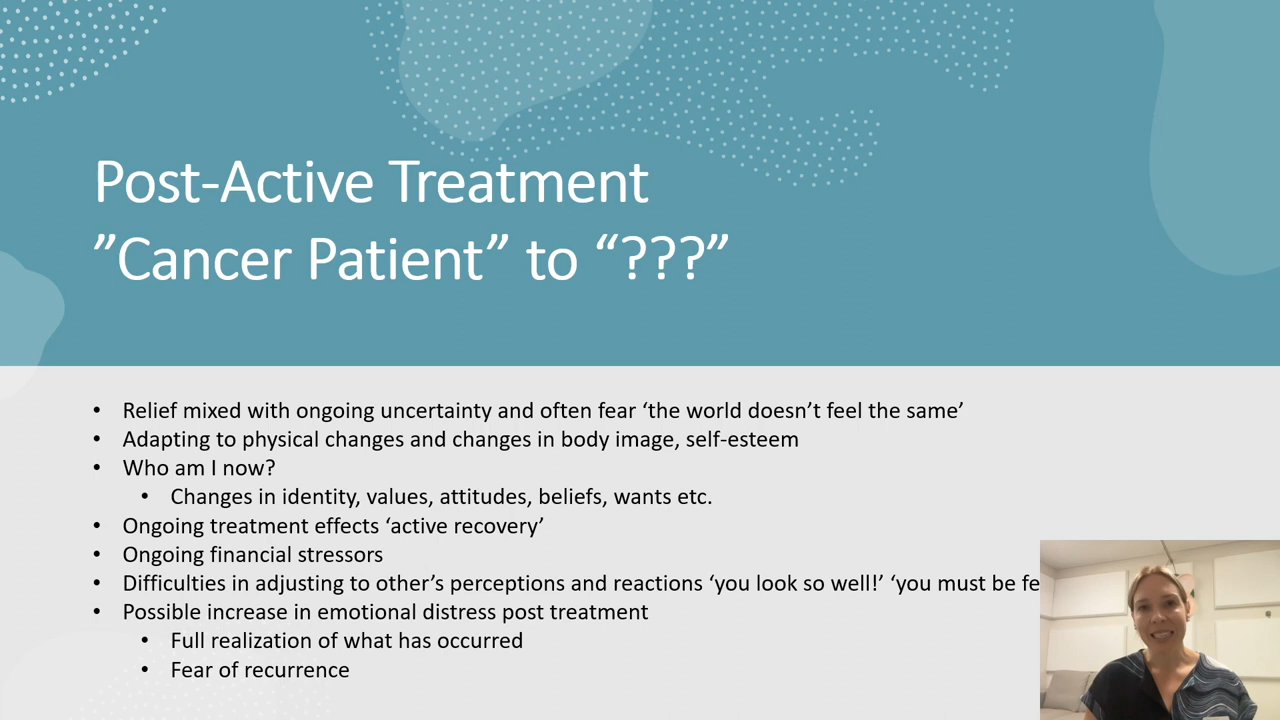 Post-Active Treatment
”Cancer Patient” to “???”
• Relief mixed with ongoing uncertainty and often fear ‘the world doesn’t feel the same’
• Adapting to physical changes and changes in body image, self-esteem
• Who am I now?
• Changes in identity, values, attitudes, beliefs, wants etc.
• Ongoing treatment effects ‘active recovery’
• Ongoing financial stressors
• Difficulties in adjusting to other’s perceptions and reactions ‘you look so well!’ ‘you must be
• Possible increase in emotional distress post treatment
• Full realization of what has occurred
• Fear of recurrence